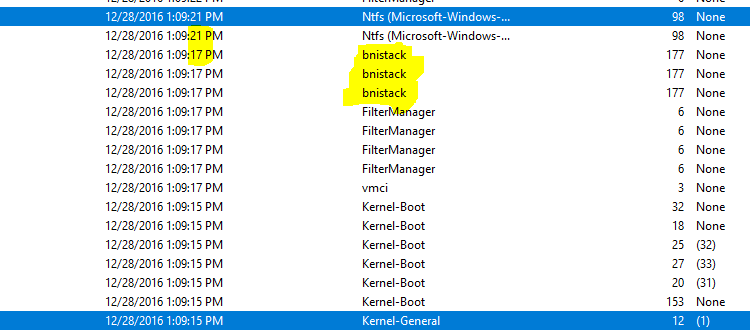 12/28/2016 1:09:21 PM Ntfs (Microsoft-Windows-... 98 None
12/28/2016 1:09:21 PM Ntfs (Microsoft-Windows-... 98 None
12/28/2016 1:09:17 PM bnistack 177 None
12/28/2016 1:09:17 PM bnistack 177 None
12/28/2016 1:09:17 PM bnistack 177 None
12/28/2016 1:09:17 PM FilterManager 6 None
12/28/2016 1:09:17 PM FilterManager 6 None
12/28/2016 1:09:17 PM FilterManager 6 None
12/28/2016 1:09:17 PM FilterManager 6 None
12/28/2016 1:09:17 PM vmci 3 None
12/28/2016 1:09:15 PM Kernel-Boot 32 None
12/28/2016 1:09:15 PM Kernel-Boot 18 None
12/28/2016 1:09:15 PM Kernel-Boot 25 (32)
12/28/2016 1:09:15 PM Kernel-Boot 27 (33)
12/28/2016 1:09:15 PM Kernel-Boot 20 (31)
12/28/2016 1:09:15 PM Kernel-Boot 153 None
12/28/2016 1:09:15 PM Kernel-General 12 (1)